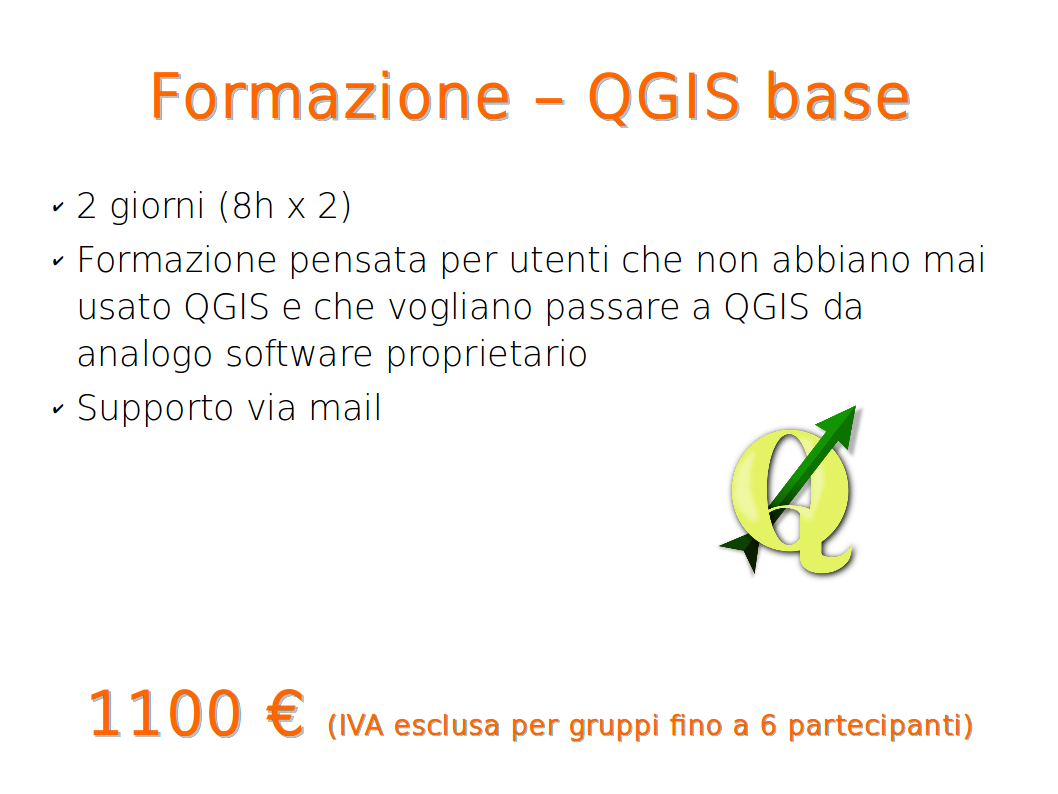 Formazione – QGIS base
✔ 2 giorni (8h x 2)
✔ Formazione pensata per utenti che non abbiano mai
usato QGIS e che vogliano passare a QGIS da
analogo software proprietario
✔ Supporto via mail
Q
1100 € (IVA esclusa per gruppi fino a 6 partecipanti)